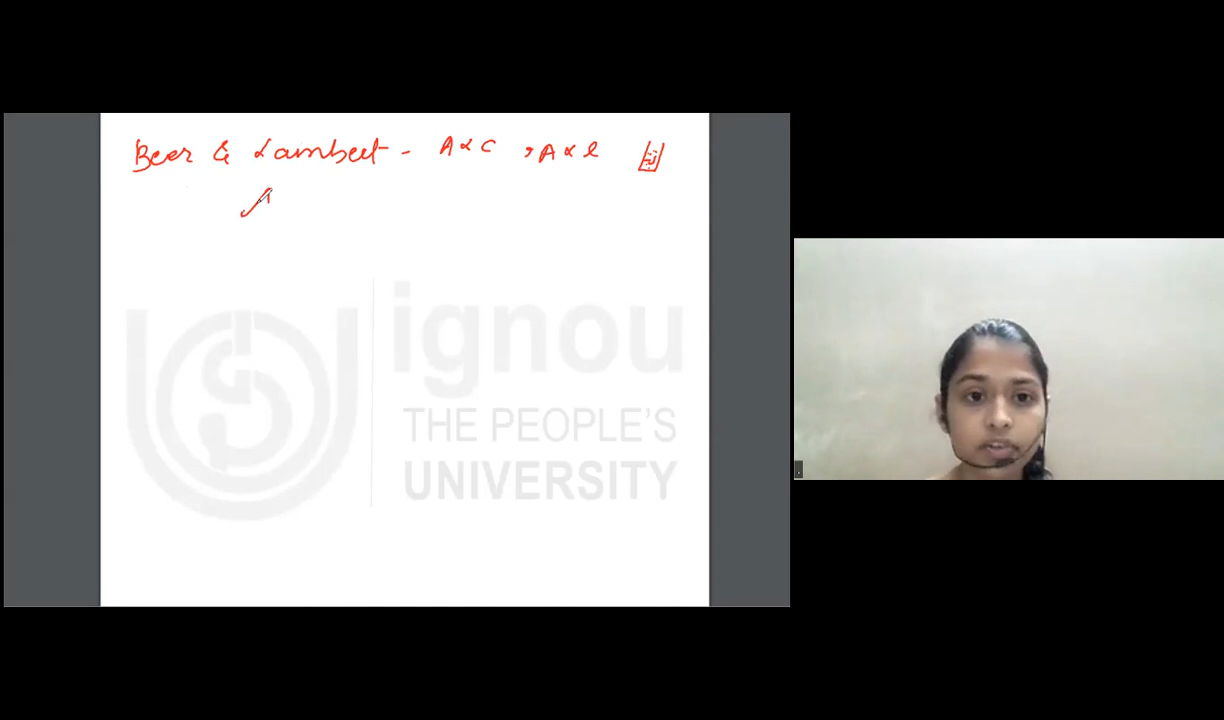 Beer & Lambert - A α C , A α l
A
ignou
THE PEOPLE'S
UNIVERSITY